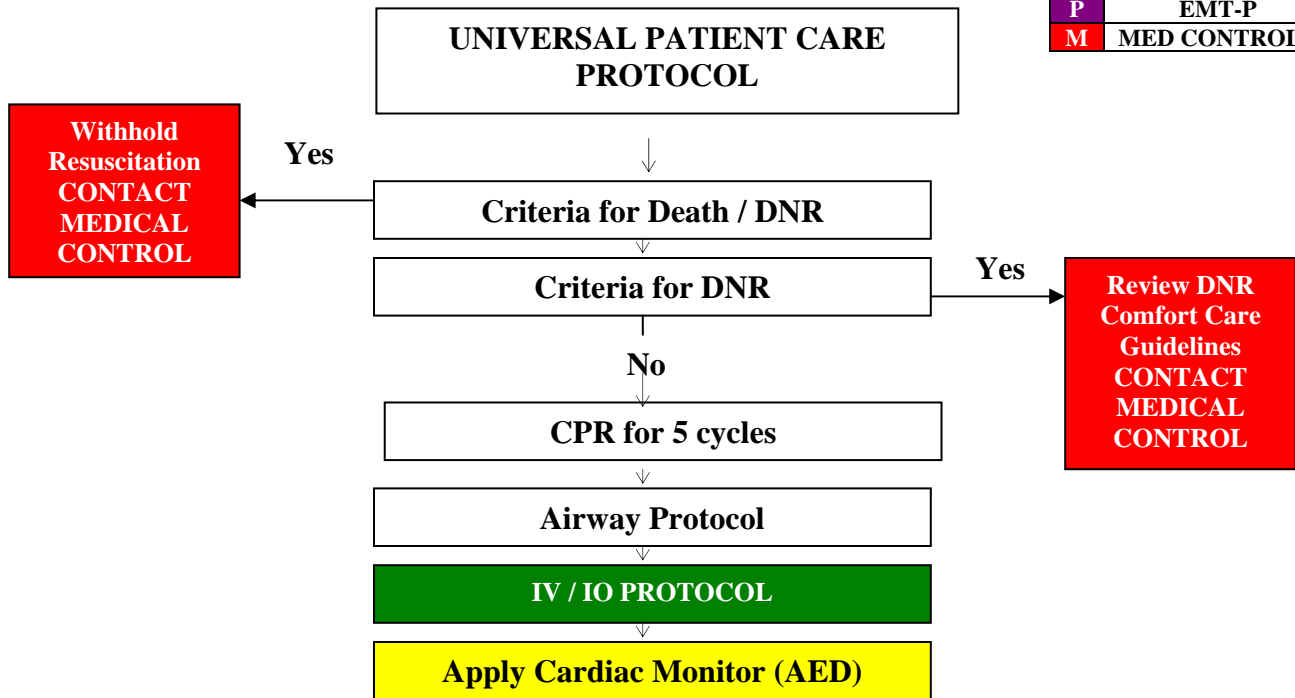 P EMT-P
M MED CONTROL
UNIVERSAL PATIENT CARE
PROTOCOL
Withhold
Resuscitation
CONTACT
MEDICAL
CONTROL
Yes
Criteria for Death / DNR
Criteria for DNR
Yes
Review DNR
Comfort Care
Guidelines
CONTACT
MEDICAL
CONTROL
No
CPR for 5 cycles
Airway Protocol
IV / IO PROTOCOL
Apply Cardiac Monitor (AED)